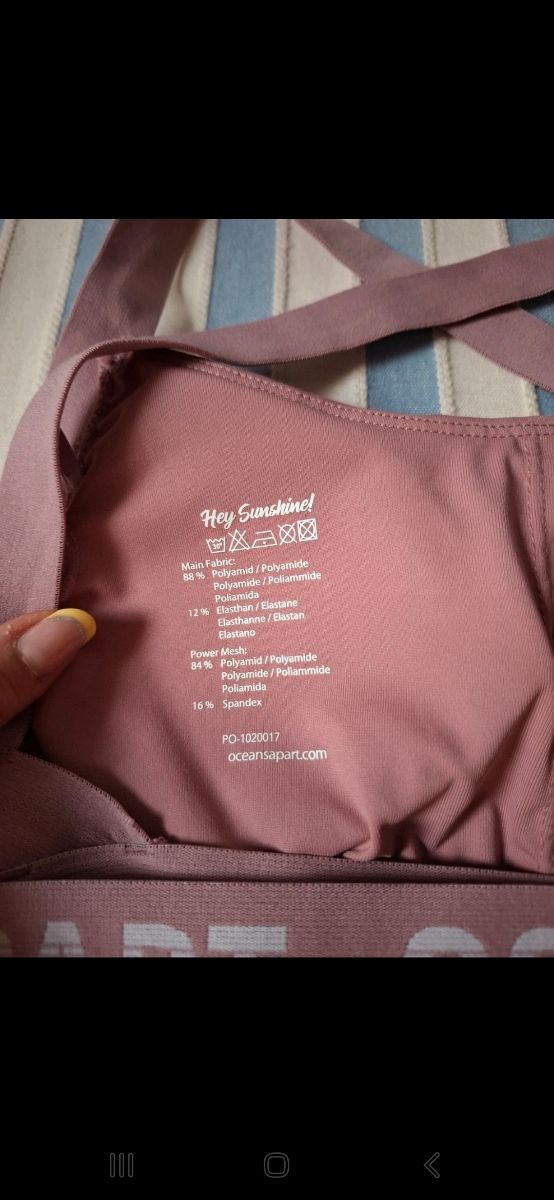 Hey Sunshine!
30°
Main Fabric:
88 % Polyamid / Polyamide
Polyamide / Poliammide
Poliamida
12 % Elasthan / Elastane
Elasthanne / Elastan
Elastano
Power Mesh:
84 % Polyamid / Polyamide
Polyamide / Poliammide
Poliamida
16 % Spandex
PO-1020017
oceansapart.com